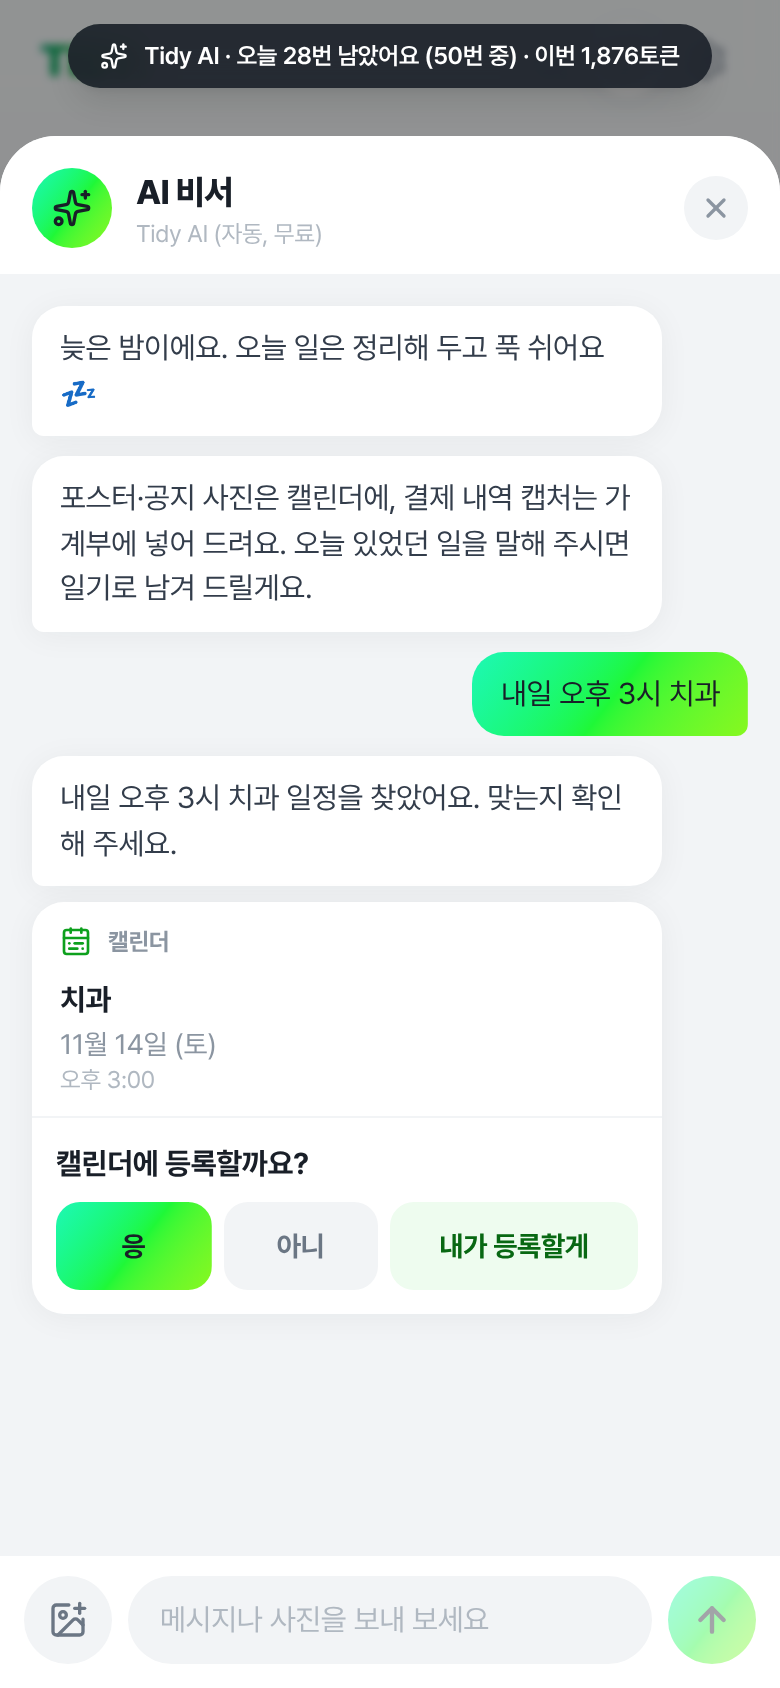 Tidy AI · 오늘 28번 남았어요 (50번 중) · 이번 1,876토큰
AI 비서
Tidy AI (자동, 무료)
늦은 밤이에요. 오늘 일은 정리해 두고 푹 쉬어요
💤
포스터·공지 사진은 캘린더에, 결제 내역 캡처는 가
계부에 넣어 드려요. 오늘 있었던 일을 말해 주시면
일기로 남겨 드릴게요.
내일 오후 3시 치과
내일 오후 3시 치과 일정을 찾았어요. 맞는지 확인
해 주세요.
캘린더
치과
11월 14일 (토)
오후 3:00
캘린더에 등록할까요?
응
아니
내가 등록할게
메시지나 사진을 보내 보세요